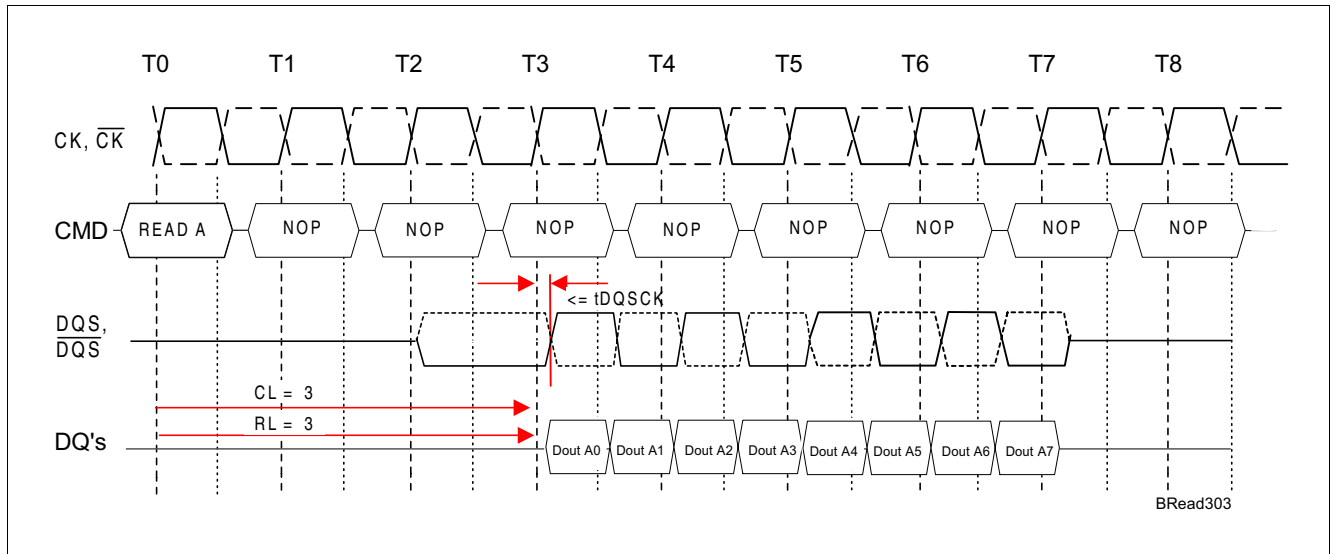 T0 T1 T2 T3 T4 T5 T6 T7 T8
CK, C̅K̅
CMD READ A NOP NOP NOP NOP NOP NOP NOP NOP
<= tDQSCK
DQS,
D̅Q̅S̅
CL = 3
RL = 3
DQ's Dout A0 Dout A1 Dout A2 Dout A3 Dout A4 Dout A5 Dout A6 Dout A7
BRead303